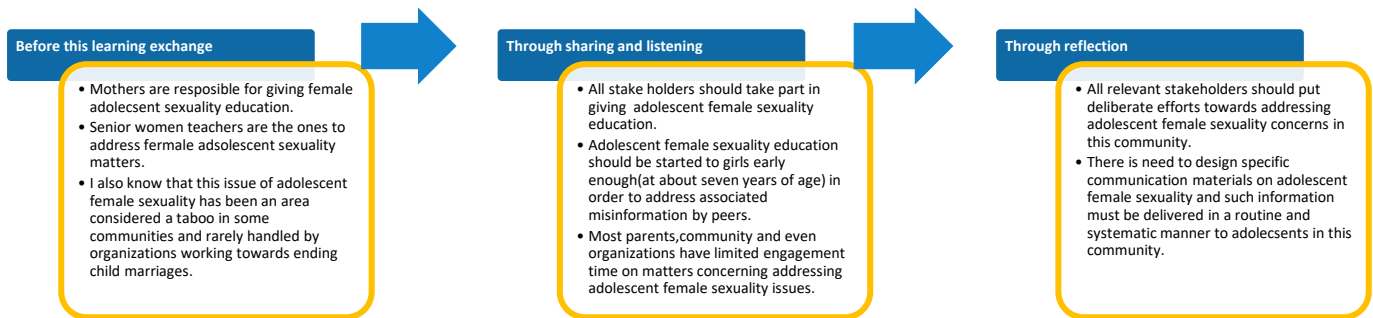 Before this learning exchange
• Mothers are resposible for giving female
adolecsent sexuality education.
• Senior women teachers are the ones to
address fermale adsolescent sexuality
matters.
• I also know that this issue of adolescent
female sexuality has been an area
considered a taboo in some
communities and rarely handled by
organizations working towards ending
child marriages.
Through sharing and listening
• All stake holders should take part in
giving adolescent female sexuality
education.
• Adolescent female sexuality education
should be started to girls early
enough(at about seven years of age) in
order to address associated
misinformation by peers.
• Most parents,community and even
organizations have limited engagement
time on matters concerning addressing
adolescent female sexuality issues.
Through reflection
• All relevant stakeholders should put
deliberate efforts towards addressing
adolescent female sexuality concerns in
this community.
• There is need to design specific
communication materials on adolescent
female sexuality and such information
must be delivered in a routine and
systematic manner to adolecsents in this
community.